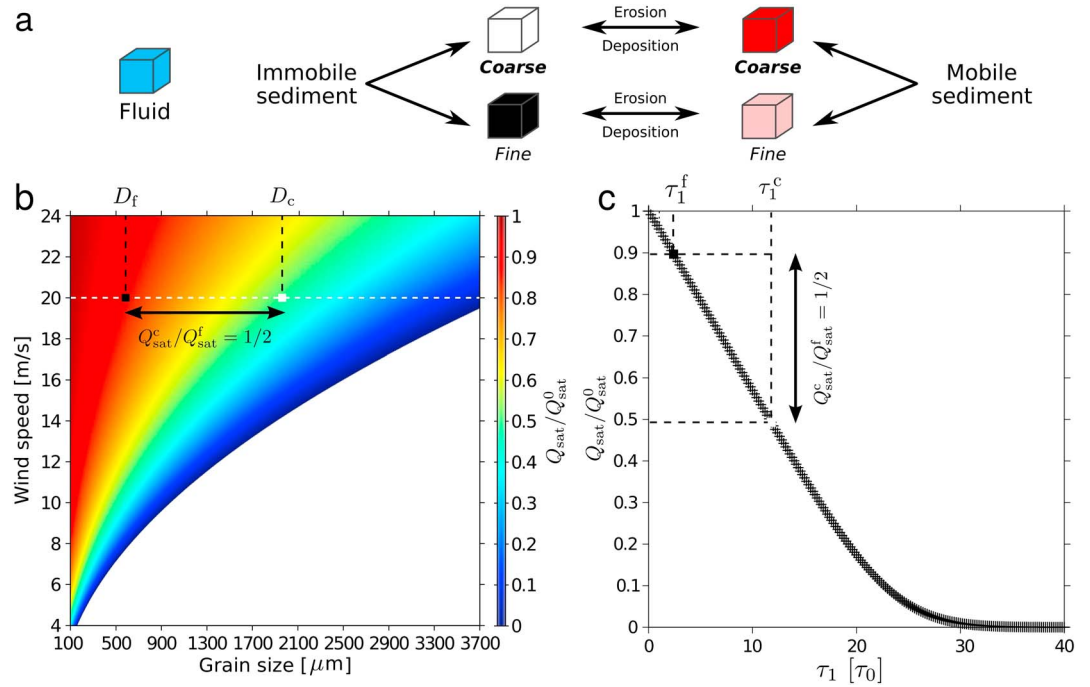 a
Fluid
Immobile
sediment
Coarse
Fine
Erosion
Deposition
Erosion
Deposition
Coarse
Fine
Mobile
sediment
b
D_f
D_c
24
22
20
18
16
14
12
10
8
6
4
Wind speed [m/s]
Q^c_sat/Q^f_sat = 1/2
100 500 900 1300 1700 2100 2500 2900 3300 3700
Grain size [μm]
1
0.9
0.8
0.7
0.6
0.5
0.4
0.3
0.2
0.1
0
Q_sat/Q^0_sat
c
τ_1^f
τ_1^c
1
0.9
0.8
0.7
0.6
0.5
0.4
0.3
0.2
0.1
0
Q_sat/Q^0_sat
Q^c_sat/Q^f_sat = 1/2
0 10 20 30 40
τ_1 [τ_0]